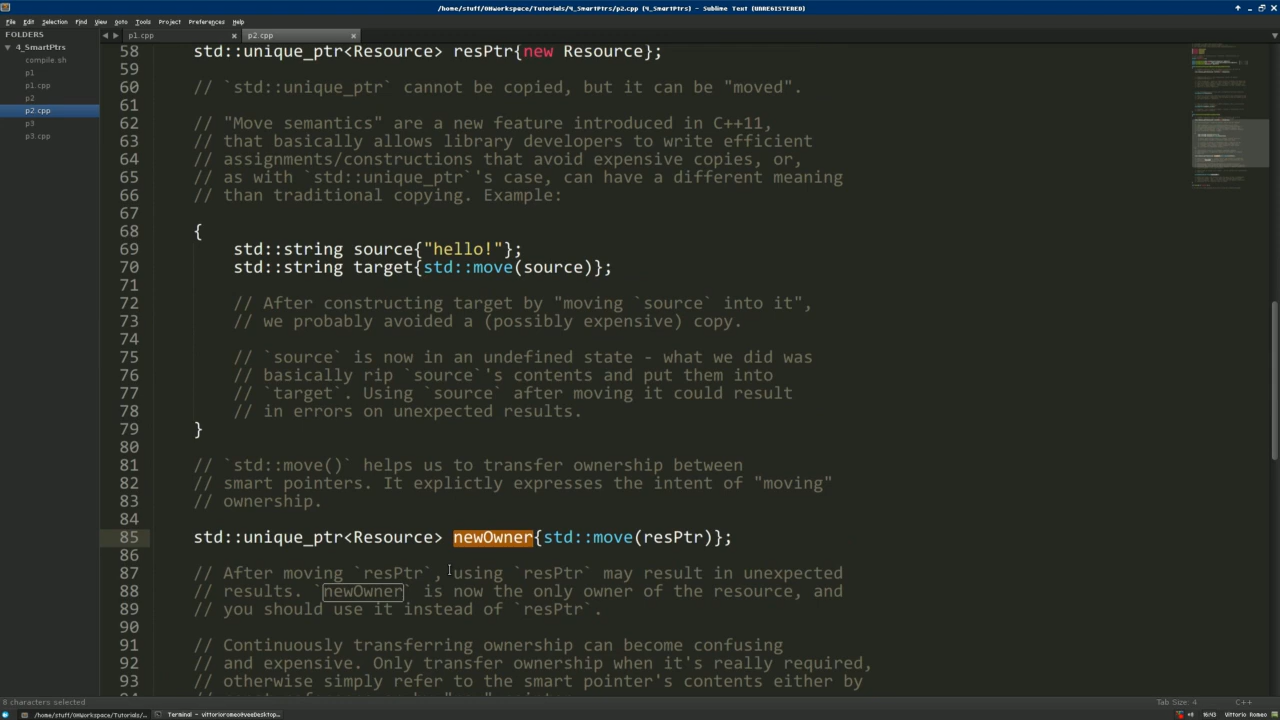 /home/stuff/OHWorkspace/Tutorials/4_SmartPtrs/p2.cpp (4_SmartPtrs) - Sublime Text (UNREGISTERED)
File Edit Selection Find View Goto Tools Project Preferences Help
FOLDERS
4_SmartPtrs
compile.sh
p1
p1.cpp
p2
p2.cpp
p3
p3.cpp
p1.cpp
p2.cpp
58 std::unique_ptr<Resource> resPtr{new Resource};
59
60 // `std::unique_ptr` cannot be copied, but it can be "moved".
61
62 // "Move semantics" are a new feature introduced in C++11,
63 // that basically allows library developers to write efficient
64 // assignments/constructions that avoid expensive copies, or,
65 // as with `std::unique_ptr`'s case, can have a different meaning
66 // than traditional copying. Example:
67
68 {
69 std::string source{"hello!"};
70 std::string target{std::move(source)};
71
72 // After constructing target by "moving `source` into it",
73 // we probably avoided a (possibly expensive) copy.
74
75 // `source` is now in an undefined state - what we did was
76 // basically rip `source`'s contents and put them into
77 // `target`. Using `source` after moving it could result
78 // in errors on unexpected results.
79 }
80
81 // `std::move()` helps us to transfer ownership between
82 // smart pointers. It explictly expresses the intent of "moving"
83 // ownership.
84
85 std::unique_ptr<Resource> newOwner{std::move(resPtr)};
86
87 // After moving `resPtr`, using `resPtr` may result in unexpected
88 // results. `newOwner` is now the only owner of the resource, and
89 // you should use it instead of `resPtr`.
90
91 // Continuously transferring ownership can become confusing
92 // and expensive. Only transfer ownership when it's really required,
93 // otherwise simply refer to the smart pointer's contents either by
8 characters selected
Tab Size: 4
C++
/home/stuff/OHWorkspace/Tutorials/...
Terminal - vittorioromeo@veeDesktop...
16:43
Vittorio Romeo